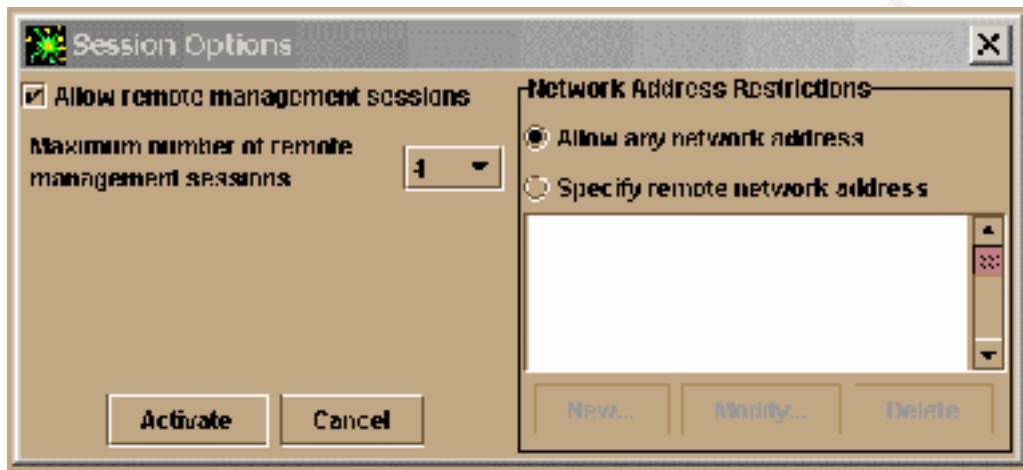 Session Options
Allow remote management sessions
Maximum number of remote
management sessions
4
Network Address Restrictions
Allow any network address
Specify remote network address
New...
Modify...
Delete
Activate
Cancel